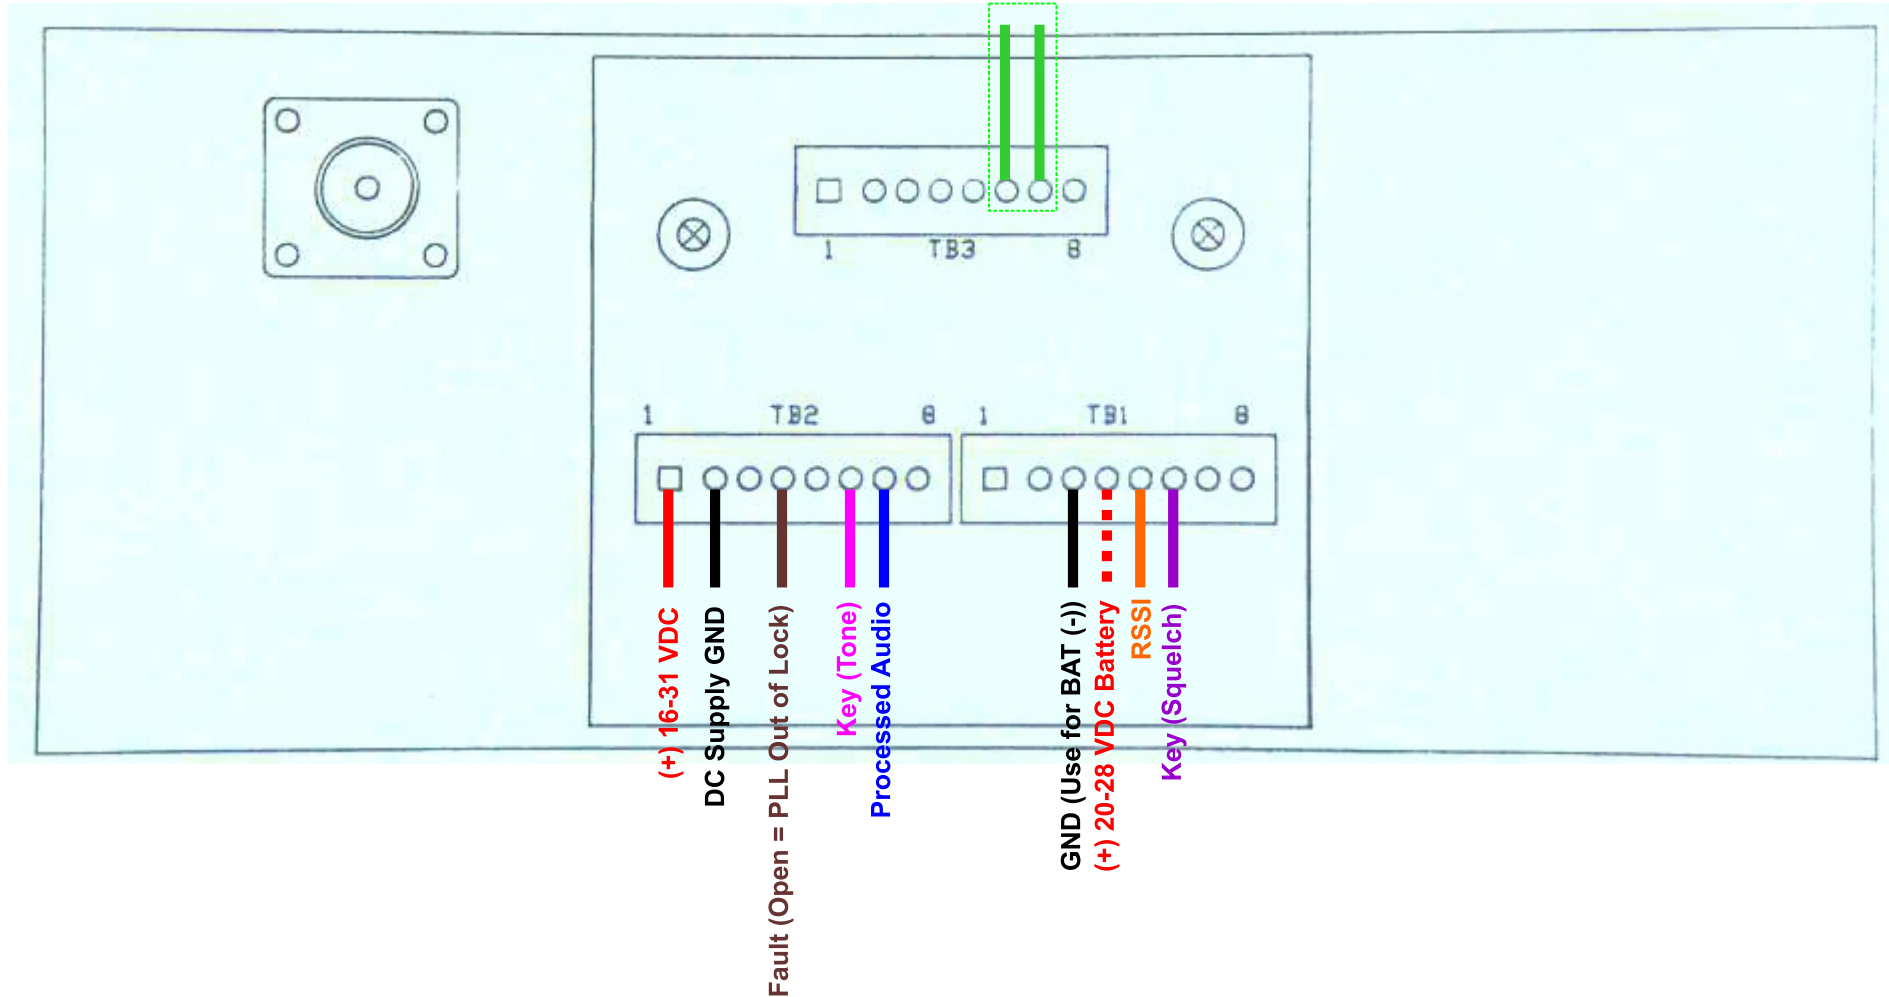 1 TB3 8
1 TB2 8
1 TB1 8
(+) 16-31 VDC
DC Supply GND
Fault (Open = PLL Out of Lock)
Key (Tone)
Processed Audio
GND (Use for BAT (-))
(+) 20-28 VDC Battery
RSSI
Key (Squelch)